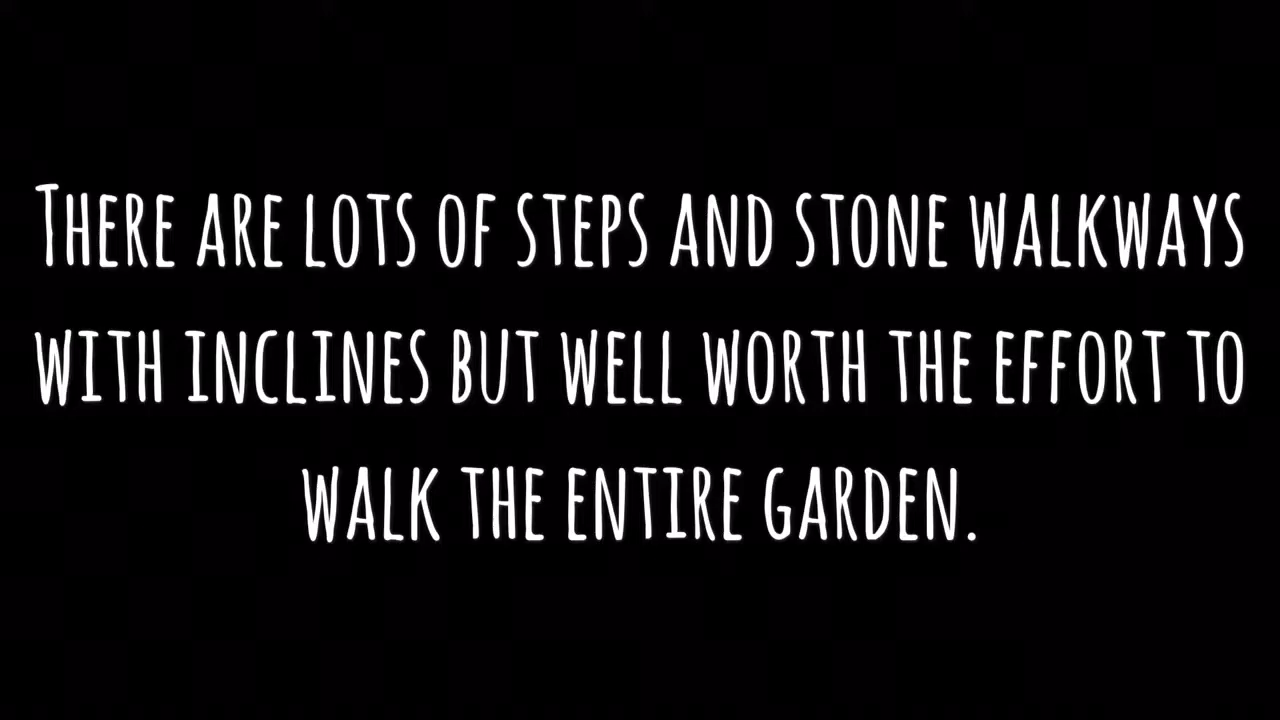 There are lots of steps and stone walkways
with inclines but well worth the effort to
walk the entire garden.